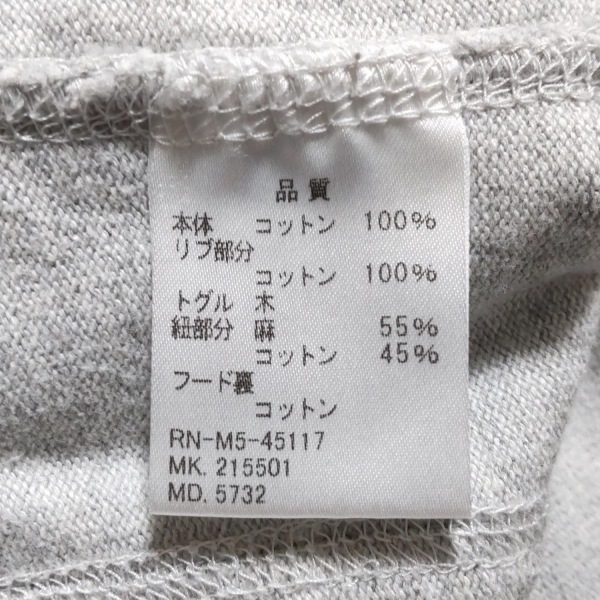 品質
本体 コットン 100%
リブ部分
コットン 100%
トグル 木
紐部分 麻 55%
コットン 45%
フード裏
コットン
RN-M5-45117
MK. 215501
MD. 5732